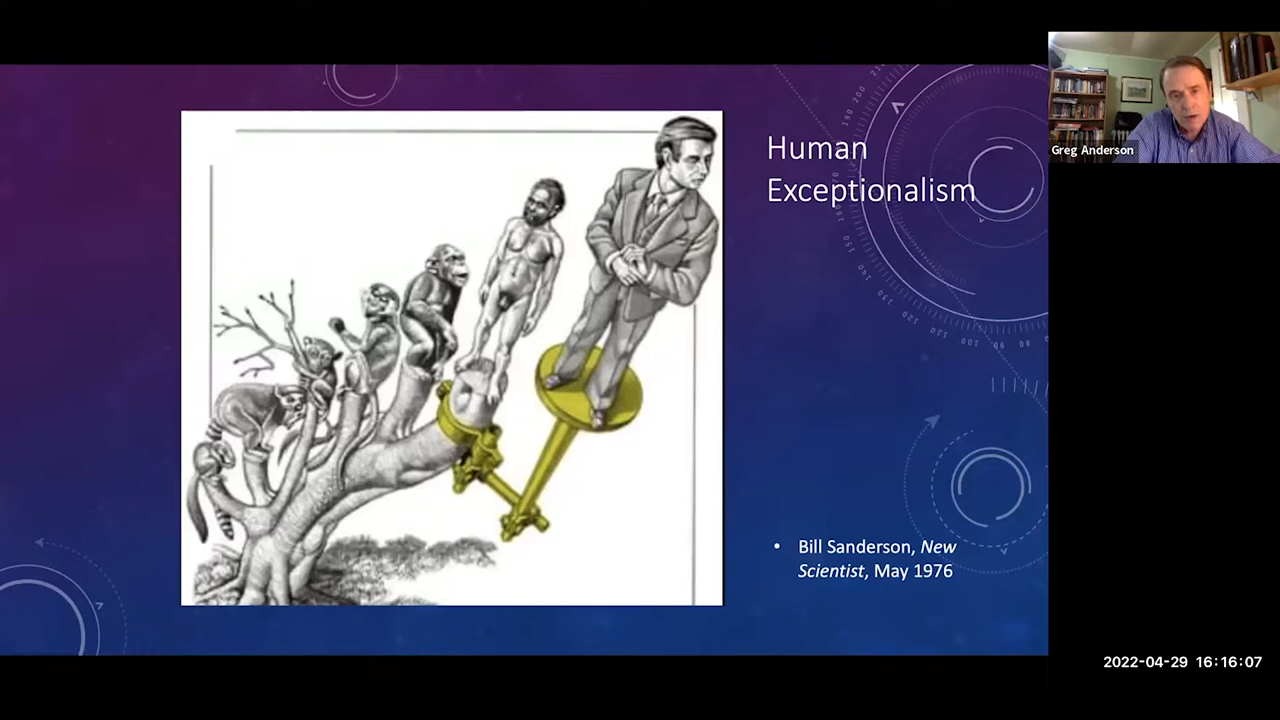 Human
Exceptionalism
• Bill Sanderson, New
Scientist, May 1976
Greg Anderson
2022-04-29 16:16:07